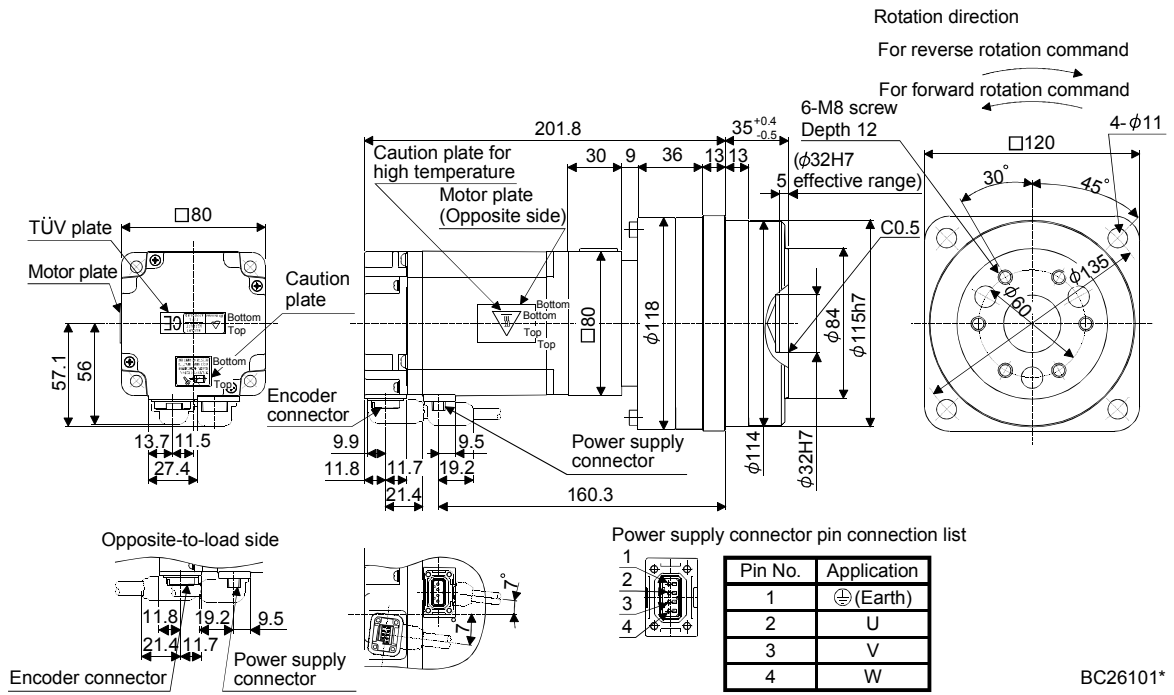 Rotation direction
For reverse rotation command
For forward rotation command
6-M8 screw
Depth 12
4-ϕ11
201.8
35 +0.4 -0.5
□120
Caution plate for
high temperature
30
9
36
13
13
(ϕ32H7
effective range)
5
30°
45°
Motor plate
(Opposite side)
□80
TÜV plate
C0.5
Motor plate
Caution
plate
Bottom
Top
Bottom
Top
Bottom
Bottom
Top
Top
□80
ϕ118
ϕ84
ϕ115h7
ϕ135
ϕ60
57.1
56
Encoder
connector
13.7
11.5
27.4
9.9
9.5
Power supply
connector
11.8
11.7
19.2
21.4
160.3
ϕ114
ϕ32H7
Opposite-to-load side
11.8
19.2
9.5
21.4
11.7
Encoder connector
Power supply
connector
7°
7
Power supply connector pin connection list
1
2
3
4
Pin No. Application
1 (Earth)
2 U
3 V
4 W
BC26101*